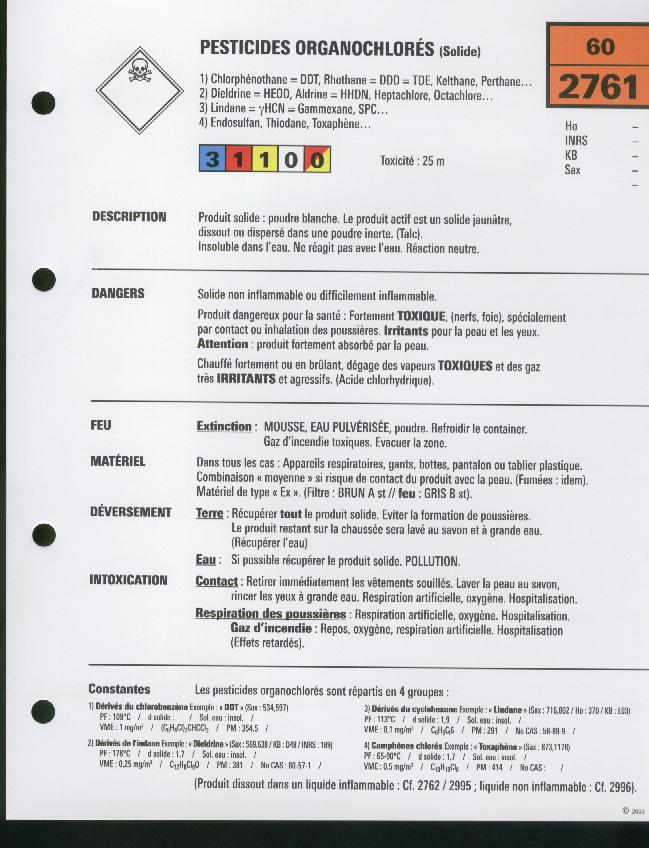 PESTICIDES ORGANOCHLORÉS (Solide)
60
2761
1) Chlorphénothane = DDT, Rhothane = DDD = TDE, Kelthane, Perthane…
2) Dieldrine = HEOD, Aldrine = HHDN, Heptachlore, Octachlore…
3) Lindane = γHCN = Gammexane, SPC…
4) Endosulfan, Thiodane, Toxaphène…
Ho –
INRS –
KB –
Sax –
–
3 1 1 0 0
Toxicité : 25 m
DESCRIPTION
Produit solide : poudre blanche. Le produit actif est un solide jaunâtre,
dissout ou dispersé dans une poudre inerte. (Talc).
Insoluble dans l'eau. Ne réagit pas avec l'eau. Réaction neutre.
DANGERS
Solide non inflammable ou difficilement inflammable.
Produit dangereux pour la santé : Fortement TOXIQUE, (nerfs, foie), spécialement
par contact ou inhalation des poussières. Irritants pour la peau et les yeux.
Attention : produit fortement absorbé par la peau.
Chauffé fortement ou en brûlant, dégage des vapeurs TOXIQUES et des gaz
très IRRITANTS et agressifs. (Acide chlorhydrique).
FEU
Extinction : MOUSSE, EAU PULVÉRISÉE, poudre. Refroidir le container.
Gaz d'incendie toxiques. Evacuer la zone.
MATÉRIEL
Dans tous les cas : Appareils respiratoires, gants, bottes, pantalon ou tablier plastique.
Combinaison « moyenne » si risque de contact du produit avec la peau. (Fumées : idem).
Matériel de type « Ex ». (Filtre : BRUN A st // feu : GRIS B st).
DÉVERSEMENT
Terre : Récupérer tout le produit solide. Eviter la formation de poussières.
Le produit restant sur la chaussée sera lavé au savon et à grande eau.
(Récupérer l'eau)
Eau : Si possible récupérer le produit solide. POLLUTION.
INTOXICATION
Contact : Retirer immédiatement les vêtements souillés. Laver la peau au savon,
rincer les yeux à grande eau. Respiration artificielle, oxygène. Hospitalisation.
Respiration des poussières : Respiration artificielle, oxygène. Hospitalisation.
Gaz d'incendie : Repos, oxygène, respiration artificielle. Hospitalisation
(Effets retardés).
Constantes
Les pesticides organochlorés sont répartis en 4 groupes :
1) Dérivés du chlorobenzène Exemple : « DDT » (Sax : 534,597)
PF : 109°C / d solide : / Sol. eau : insol. /
VME : 1 mg/m³ / (C₆H₄Cl)₂CHCCl₃ / PM : 354,5 /
2) Dérivés de l'indane Exemple : « Dieldrine » (Sax : 569,638 / KB : D49 / INRS : 189)
PF : 176°C / d solide : 1,7 / Sol. eau : insol. /
VME : 0,25 mg/m³ / C₁₂H₈Cl₆O / PM : 381 / No CAS : 60-57-1 /
3) Dérivés du cyclohexane Exemple : « Lindane » (Sax : 716,802 / Ho : 370 / KB : L03)
PF : 113°C / d solide : 1,9 / Sol. eau : insol. /
VME : 0,1 mg/m³ / PM : 291 / No CAS : 58-89-9 /
4) Camphènes chlorés Exemple : « Toxaphène » (Sax : 873,1178)
PF : 65-90°C / d solide : 1,7 / Sol. eau : insol. /
VME : 0,5 mg/m³ / C₁₀H₁₀Cl₈ / PM : 414 / No CAS : /
(Produit dissout dans un liquide inflammable : Cf. 2762 / 2995 ; liquide non inflammable : Cf. 2996).
© 2003